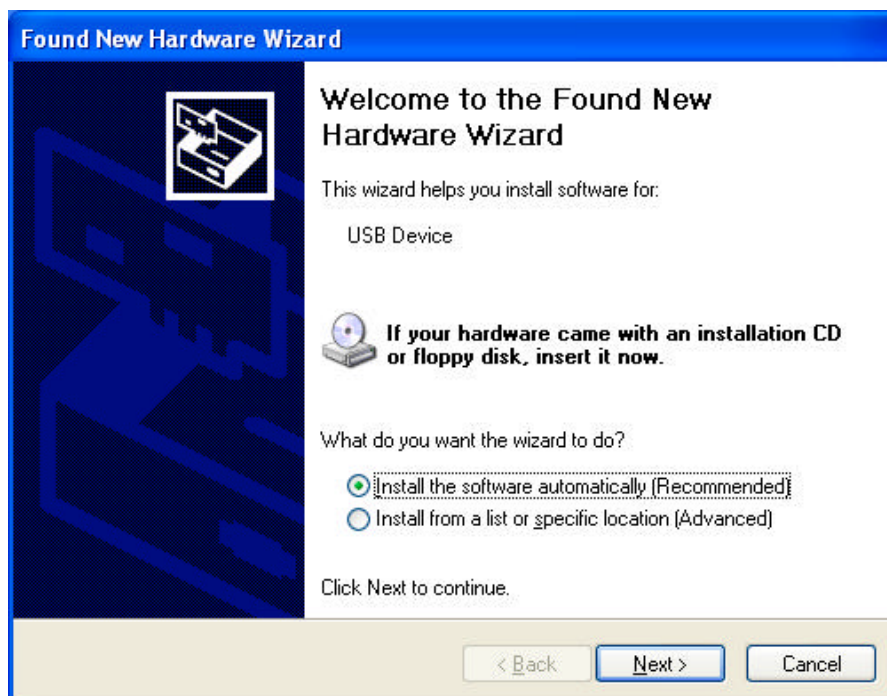 Found New Hardware Wizard
Welcome to the Found New
Hardware Wizard
This wizard helps you install software for:
USB Device
If your hardware came with an installation CD
or floppy disk, insert it now.
What do you want the wizard to do?
Install the software automatically (Recommended)
Install from a list or specific location (Advanced)
Click Next to continue.
< Back Next > Cancel